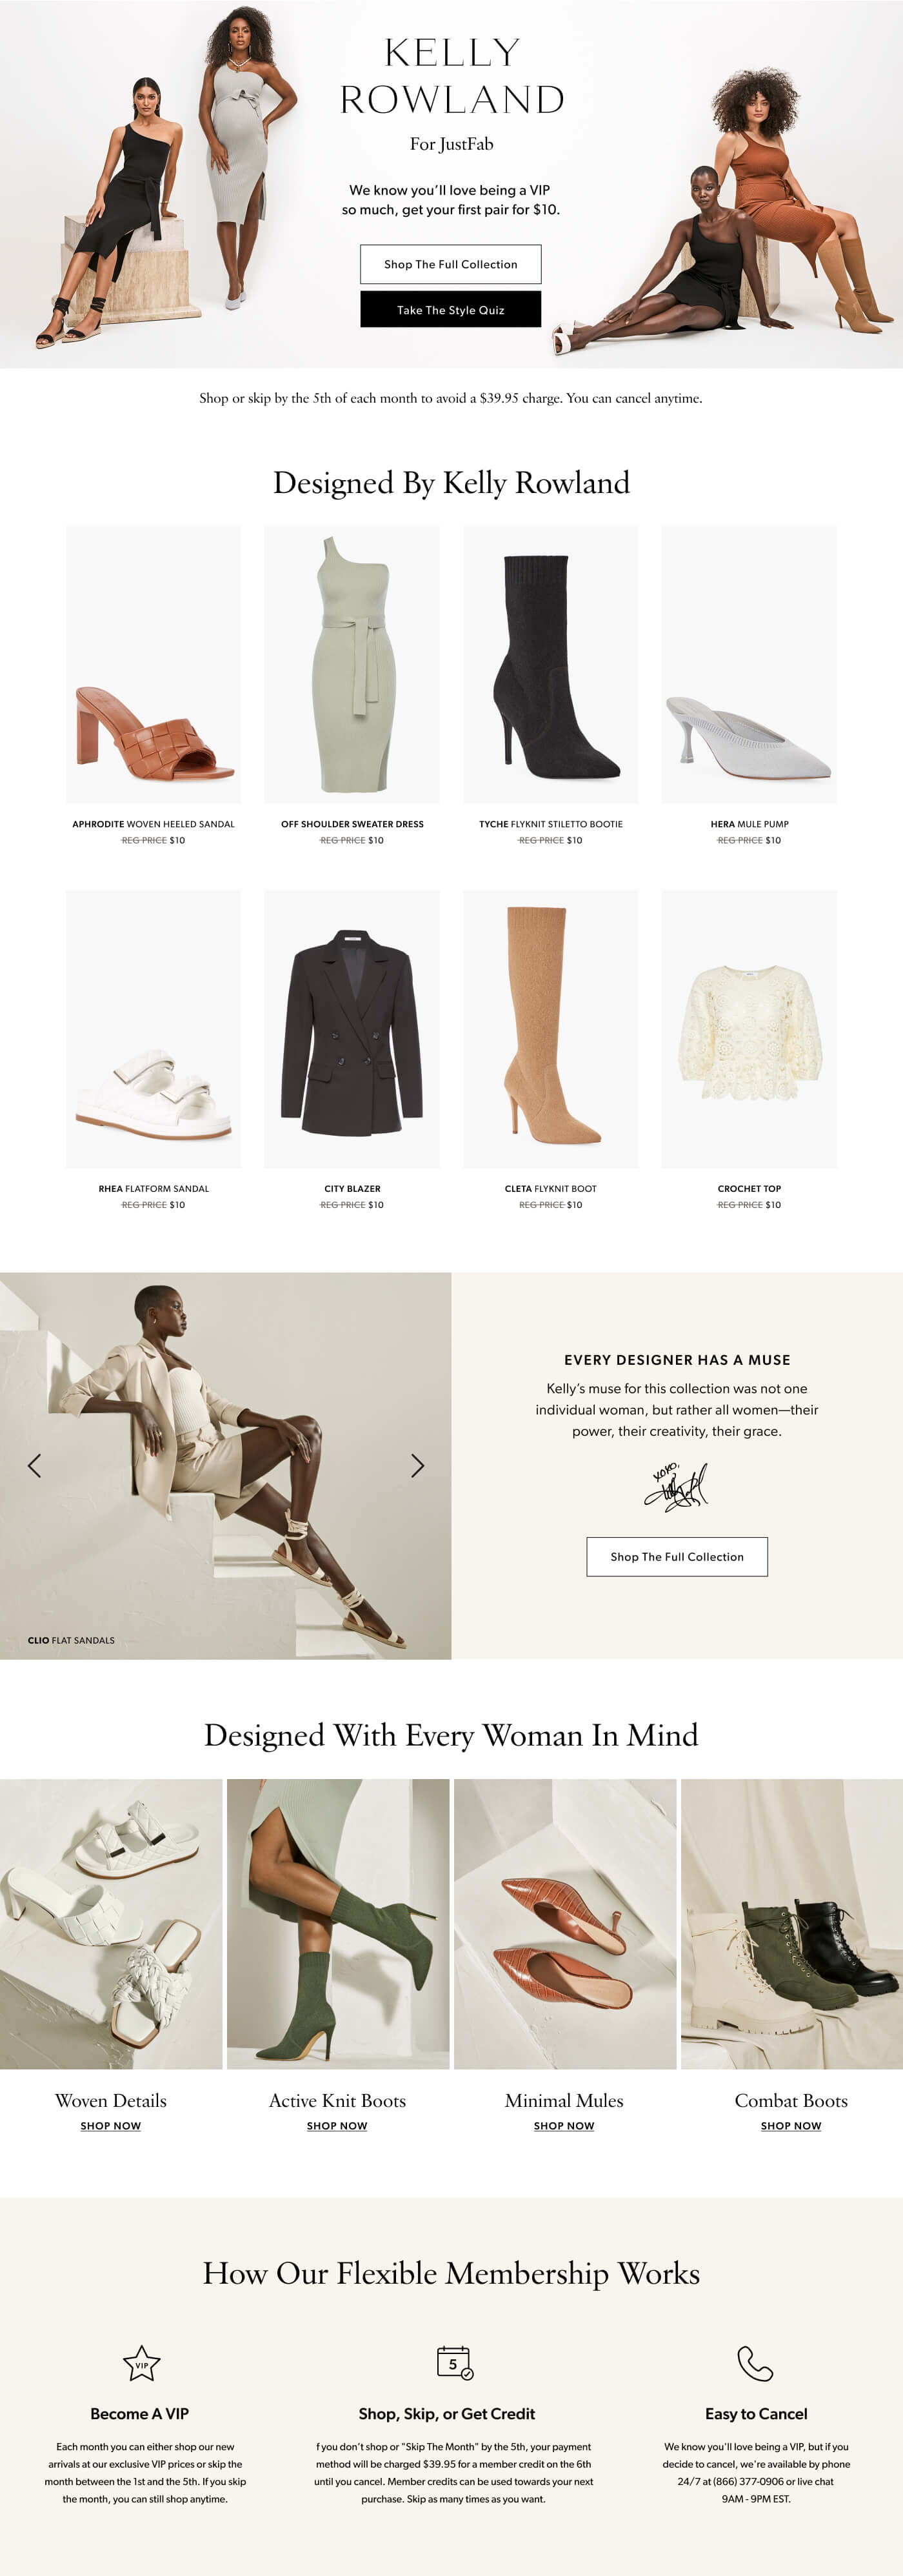 KELLY
ROWLAND
For JustFab
We know you’ll love being a VIP
so much, get your first pair for $10.
Shop The Full Collection
Take The Style Quiz
Shop or skip by the 5th of each month to avoid a $39.95 charge. You can cancel anytime.
Designed By Kelly Rowland
APHRODITE WOVEN HEELED SANDAL
REG PRICE $10
OFF SHOULDER SWEATER DRESS
REG PRICE $10
TYCHE FLYKNIT STILETTO BOOTIE
REG PRICE $10
HERA MULE PUMP
REG PRICE $10
RHEA FLATFORM SANDAL
REG PRICE $10
CITY BLAZER
REG PRICE $10
CLETA FLYKNIT BOOT
REG PRICE $10
CROCHET TOP
REG PRICE $10
CLIO FLAT SANDALS
EVERY DESIGNER HAS A MUSE
Kelly’s muse for this collection was not one
individual woman, but rather all women—their
power, their creativity, their grace.
xoxo,
Shop The Full Collection
Designed With Every Woman In Mind
Woven Details
SHOP NOW
Active Knit Boots
SHOP NOW
Minimal Mules
SHOP NOW
Combat Boots
SHOP NOW
How Our Flexible Membership Works
VIP
Become A VIP
Each month you can either shop our new
arrivals at our exclusive VIP prices or skip the
month between the 1st and the 5th. If you skip
the month, you can still shop anytime.
5
Shop, Skip, or Get Credit
f you don’t shop or "Skip The Month" by the 5th, your payment
method will be charged $39.95 for a member credit on the 6th
until you cancel. Member credits can be used towards your next
purchase. Skip as many times as you want.
Easy to Cancel
We know you'll love being a VIP, but if you
decide to cancel, we're available by phone
24/7 at (866) 377-0906 or live chat
9AM - 9PM EST.